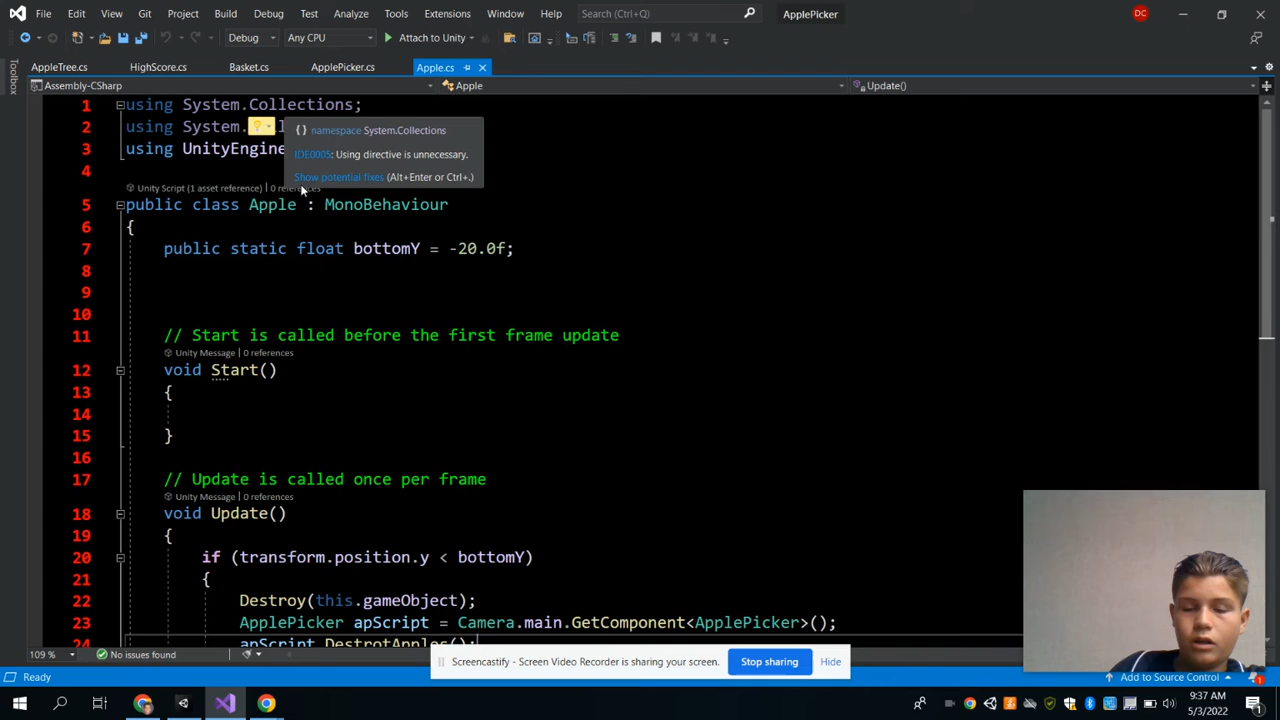 File Edit View Git Project Build Debug Test Analyze Tools Extensions Window Help Search (Ctrl+Q) ApplePicker DC
Debug Any CPU Attach to Unity
AppleTree.cs HighScore.cs Basket.cs ApplePicker.cs Apple.cs
Toolbox
Assembly-CSharp Apple Update()
1 using System.Collections;
2 using System.
{} namespace System.Collections
3 using UnityEngine
IDE0005: Using directive is unnecessary.
4
Show potential fixes (Alt+Enter or Ctrl+.)
Unity Script (1 asset reference) | 0 references
5 public class Apple : MonoBehaviour
6 {
7 public static float bottomY = -20.0f;
8
9
10
11 // Start is called before the first frame update
Unity Message | 0 references
12 void Start()
13 {
14
15 }
16
17 // Update is called once per frame
Unity Message | 0 references
18 void Update()
19 {
20 if (transform.position.y < bottomY)
21 {
22 Destroy(this.gameObject);
23 ApplePicker apScript = Camera.main.GetComponent<ApplePicker>();
24 apScript.DestrotApples();
109 % No issues found
Screencastify - Screen Video Recorder is sharing your screen. Stop sharing Hide
Ready Add to Source Control 1
9:37 AM
5/3/2022
1